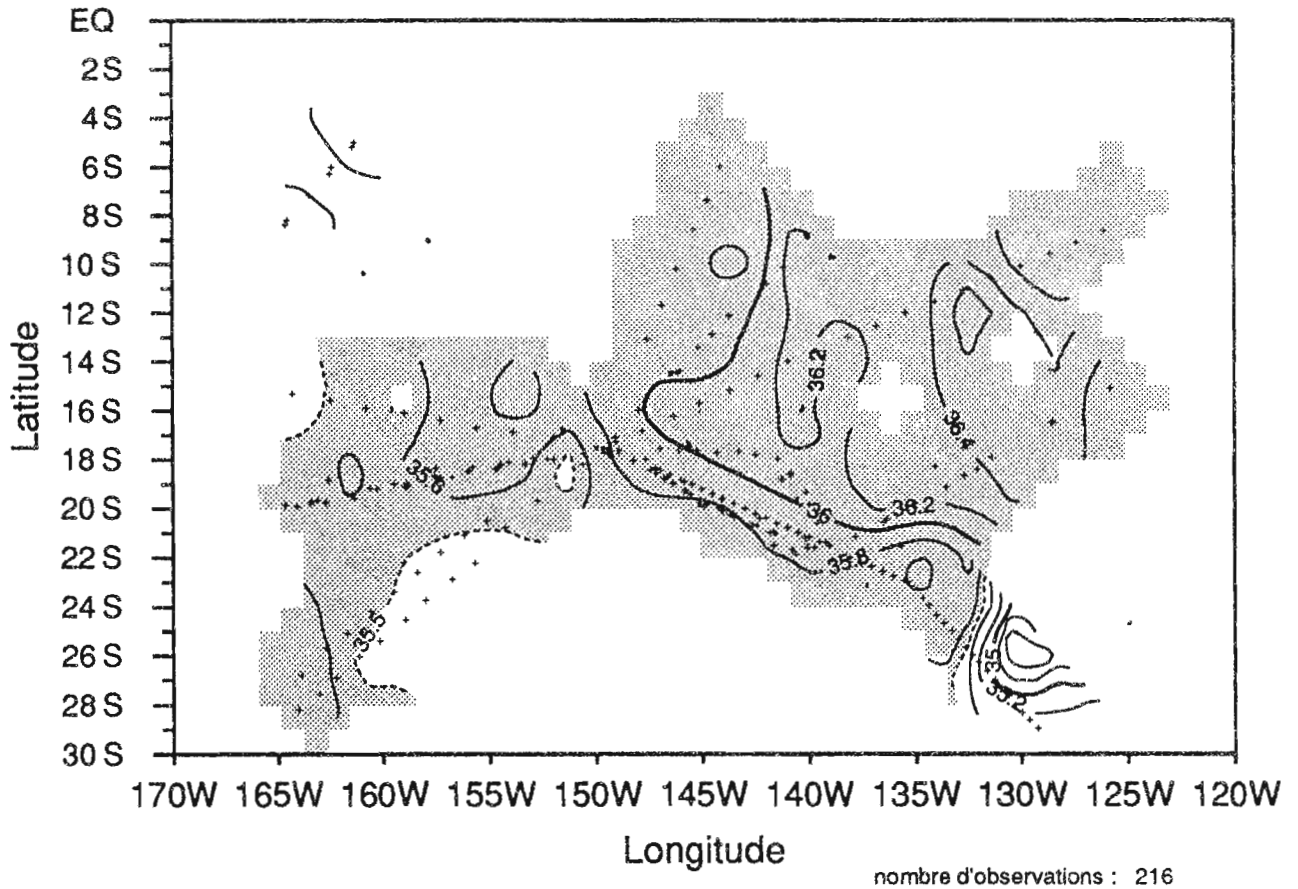 EQ
2S
4S
6S
8S
10S
12S
14S
16S
18S
20S
22S
24S
26S
28S
30S
Latitude
36.2
36.4
35.6
36
36.2
35.8
35.5
35
35.2
170W 165W 160W 155W 150W 145W 140W 135W 130W 125W 120W
Longitude
nombre d'observations : 216